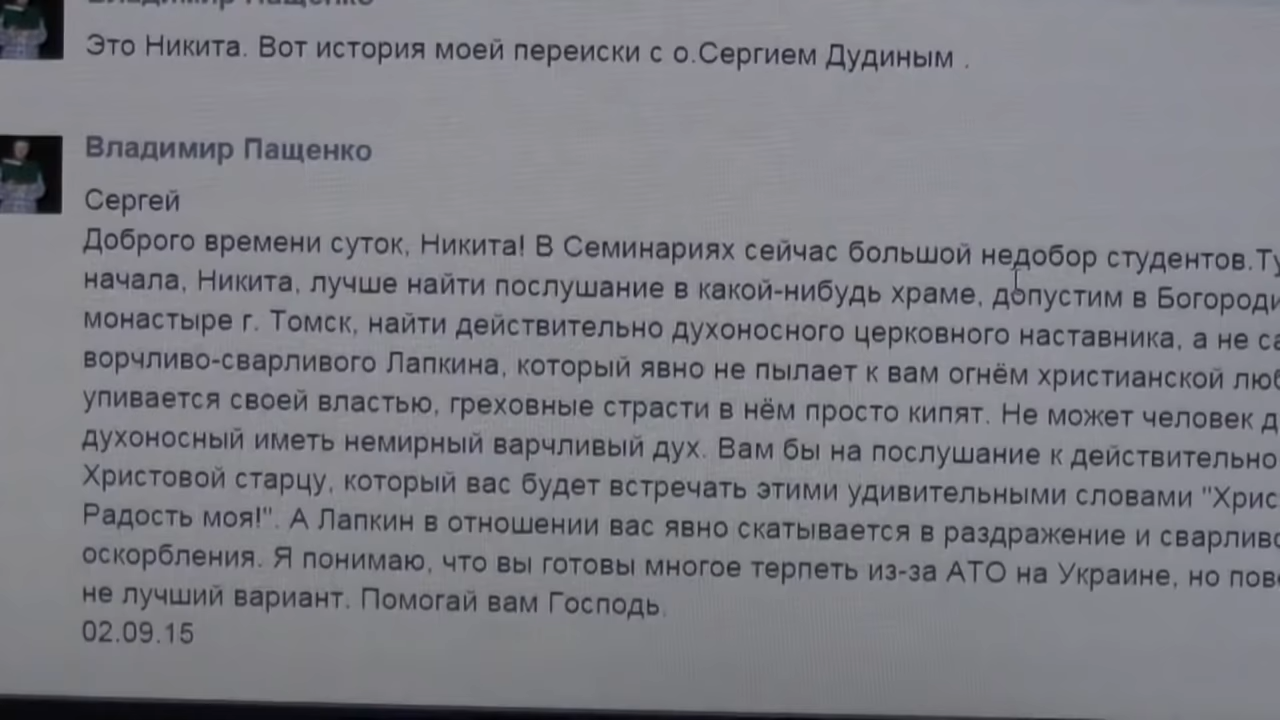 Владимир Пащенко
Это Никита. Вот история моей переиски с о.Сергием Дудиным .
Владимир Пащенко
Сергей
Доброго времени суток, Никита! В Семинариях сейчас большой недобор студентов.
начала, Никита, лучше найти послушание в какой-нибудь храме, допустим в
монастыре г. Томск, найти действительно духоносного церковного наставника, а не
ворчливо-сварливого Лапкина, который явно не пылает к вам огнём христианской
упивается своей властью, греховные страсти в нём просто кипят. Не может человек
духоносный иметь немирный варчливый дух. Вам бы на послушание к действительно
Христовой старцу, который вас будет встречать этими удивительными словами
Радость моя!". А Лапкин в отношении вас явно скатывается в раздражение и
оскорбления. Я понимаю, что вы готовы многое терпеть из-за АТО на Украине, но
не лучший вариант. Помогай вам Господь.
02.09.15